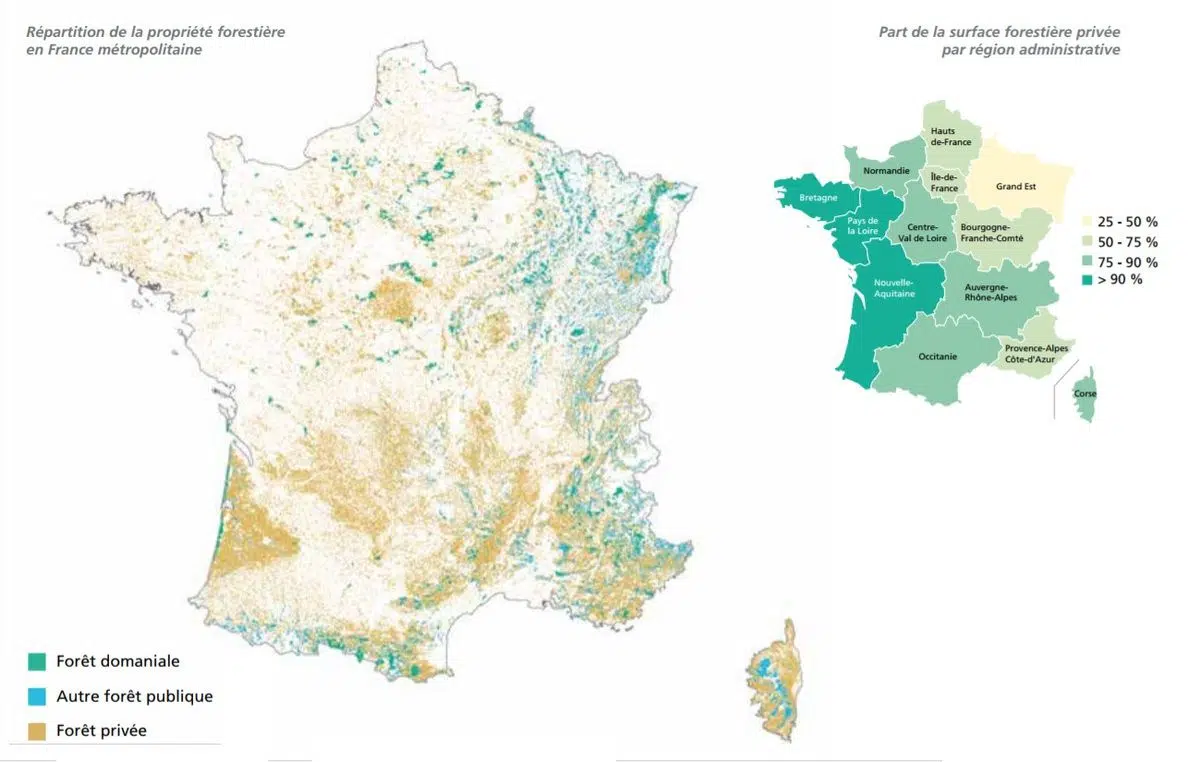 Répartition de la propriété forestière
en France métropolitaine
Part de la surface forestière privée
par région administrative
Hauts
de-France
Normandie
Île-de-
France
Grand Est
Bretagne
Pays de
la Loire
Centre-
Val de Loire
Bourgogne-
Franche-Comté
Nouvelle-
Aquitaine
Auvergne-
Rhône-Alpes
Occitanie
Provence-Alpes
Côte-d'Azur
Corse
25 - 50 %
50 - 75 %
75 - 90 %
> 90 %
Forêt domaniale
Autre forêt publique
Forêt privée